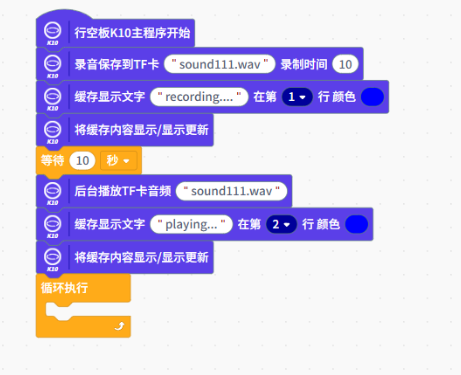 K10 行空板K10主程序开始
K10 录音保存到TF卡 "sound111.wav" 录制时间 10
K10 缓存显示文字 "recording...." 在第 1 行 颜色
K10 将缓存内容显示/显示更新
等待 10 秒
K10 后台播放TF卡音频 "sound111.wav"
K10 缓存显示文字 "playing..." 在第 2 行 颜色
K10 将缓存内容显示/显示更新
循环执行